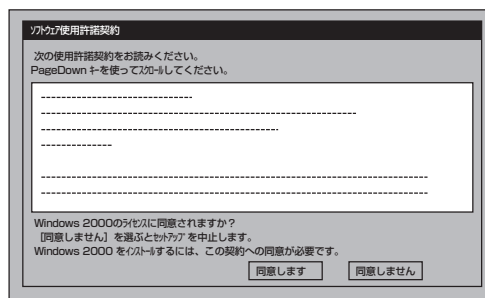 ソフトウェア使用許諾契約
次の使用許諾契約をお読みください。
PageDown キーを使ってスクロールしてください。
Windows 2000のライセンスに同意されますか？
［同意しません］を選ぶとセットアップを中止します。
Windows 2000 をインストールするには、この契約への同意が必要です。
同意します 同意しません